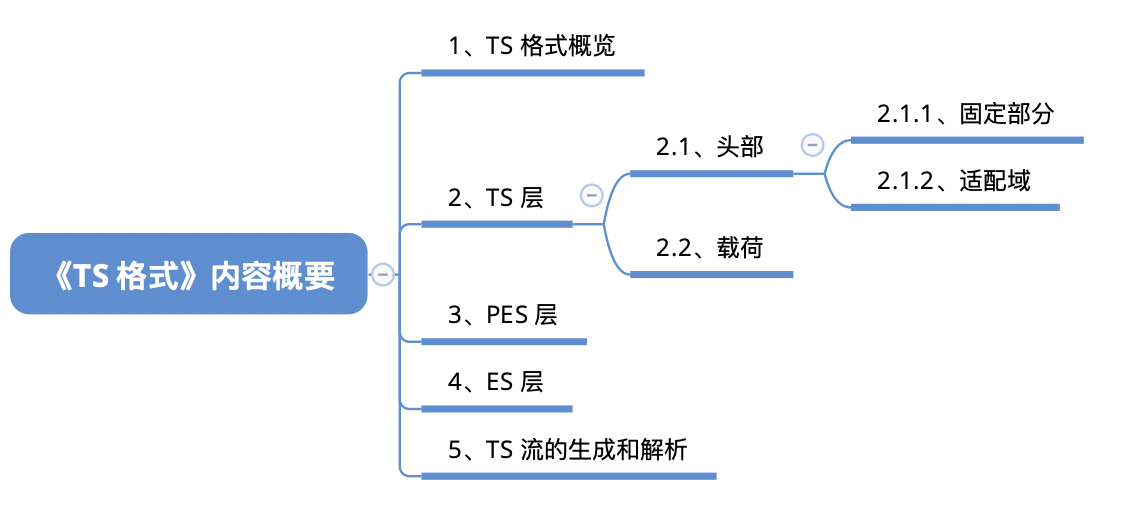 《TS 格式》内容概要
1、TS 格式概览
2、TS 层
2.1、头部
2.1.1、固定部分
2.1.2、适配域
2.2、载荷
3、PES 层
4、ES 层
5、TS 流的生成和解析